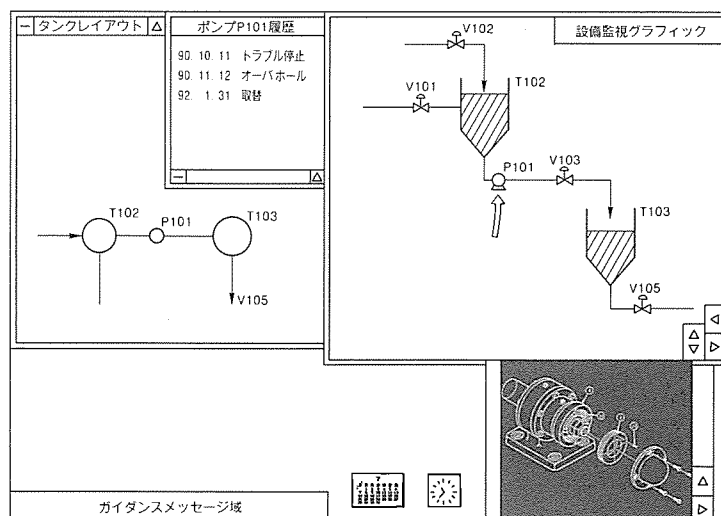 タンクレイアウト
T102
P101
T103
V105
ポンプP101履歴
90. 10. 11 トラブル停止
90. 11. 12 オーバホール
92. 1. 31 取替
設備監視グラフィック
V102
V101
T102
P101
V103
T103
V105
ガイダンスメッセージ域